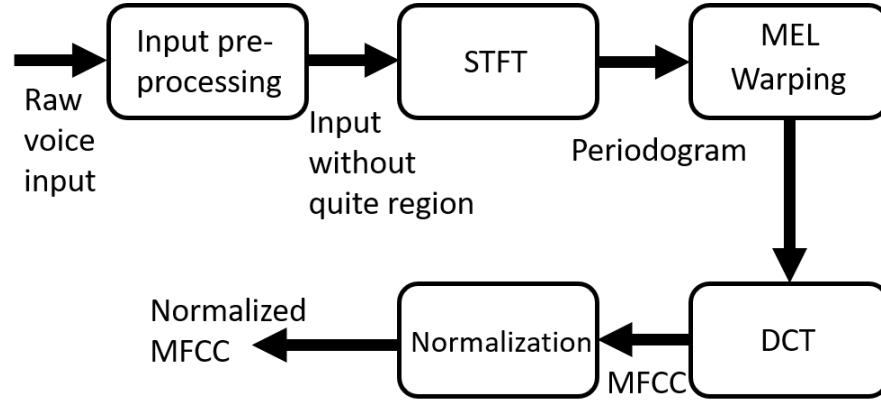 Input pre-
processing
STFT
MEL
Warping
Raw
voice
input
Input
without
quite region
Periodogram
Normalized
MFCC
Normalization
MFCC
DCT